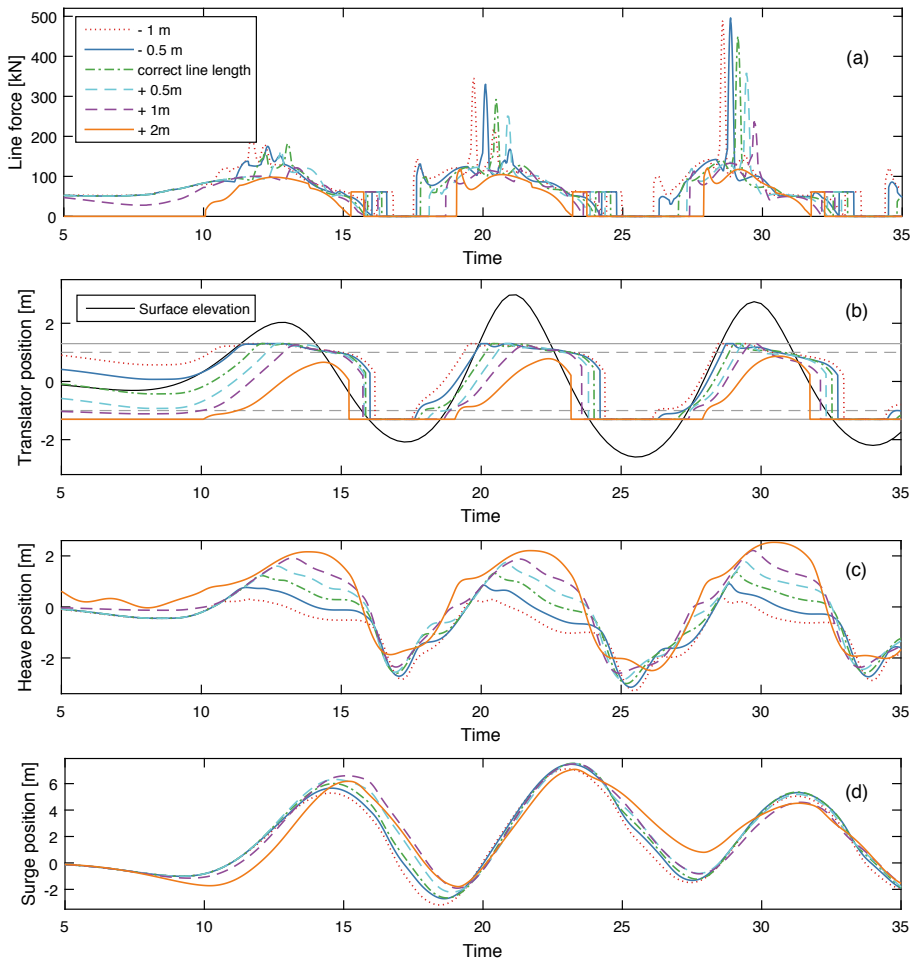 500
400
300
200
100
0
Line force [kN]
- 1 m
- 0.5 m
correct line length
+ 0.5m
+ 1m
+ 2m
(a)
5 10 15 20 25 30 35
Time
2
0
-2
Translator position [m]
Surface elevation
(b)
5 10 15 20 25 30 35
Time
2
0
-2
Heave position [m]
(c)
5 10 15 20 25 30 35
Time
6
4
2
0
-2
Surge position [m]
(d)
5 10 15 20 25 30 35
Time